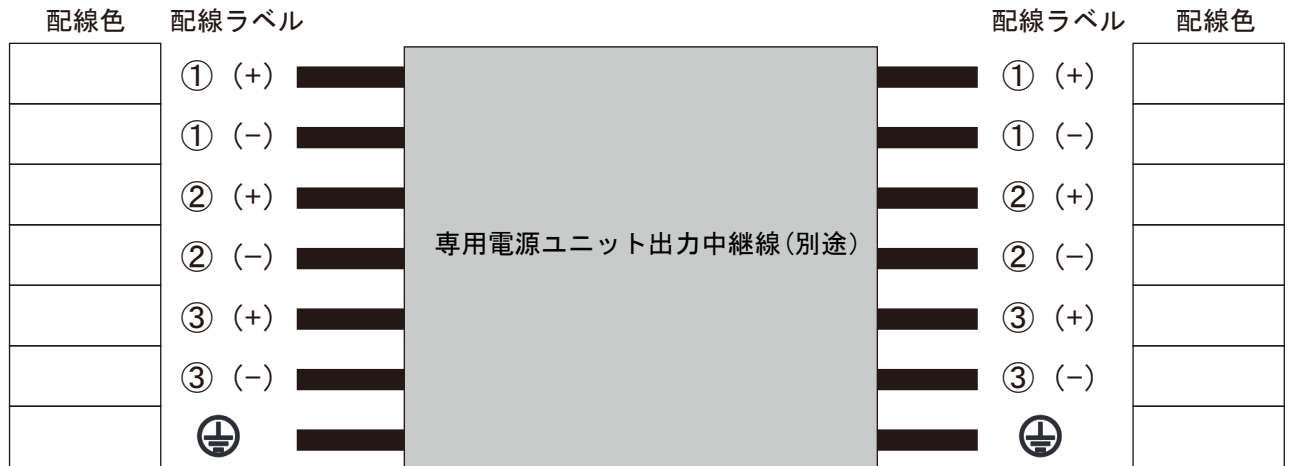 配線色 配線ラベル 配線ラベル 配線色
① (+) ① (+)
① (−) ① (−)
② (+) ② (+)
② (−) 専用電源ユニット出力中継線(別途) ② (−)
③ (+) ③ (+)
③ (−) ③ (−)